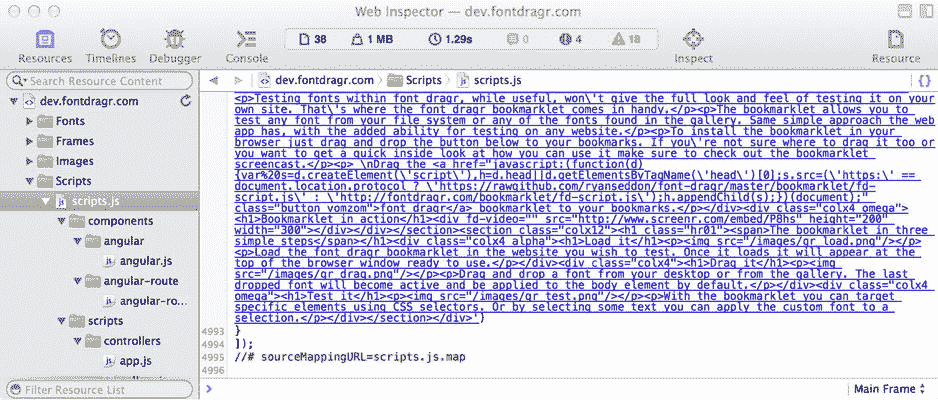 Web Inspector — dev.fontdragr.com
38 1 MB 1.29s 0 4 18
Resources Timelines Debugger Console Inspect Resource
Search Resource Content
dev.fontdragr.com Scripts scripts.js {}
dev.fontdragr.com
Fonts
Frames
Images
Scripts
scripts.js
components
angular
angular.js
angular-route
angular-ro...
scripts
controllers
app.js
Filter Resource List
<p>Testing fonts within font dragr, while useful, won\'t give the full look and feel of testing it on your
own site. That\'s where the font dragr bookmarklet comes in handy.</p><p>The bookmarklet allows you to
test any font from your file system or any of the fonts found in the gallery. Same simple approach the web
app has, with the added ability for testing on any website.</p><p>To install the bookmarklet in your
browser just drag and drop the button below to your bookmarks. If you\'re not sure where to drag it too or
you want to get a quick inside look at how you can use it make sure to check out the bookmarklet
screencast.</p><p> \nDrag the <a href="javascript:(function(d)
{var%20s=d.createElement(\'script\'),h=d.head||d.getElementsByTagName(\'head\')[0];s.src=(\'https:\' ==
document.location.protocol ? \'https://rawgithub.com/ryanseddon/font-dragr/master/bookmarklet/fd-
script.js\' : \'http://fontdragr.com/bookmarklet/fd-script.js\');h.appendChild(s);})(document);"
class="button vomzom">font dragr</a> bookmarklet to your bookmarks.</p></div><div class="colx4 omega">
<h1>Bookmarklet in action</h1><div fd-video="" src="http://www.screenr.com/embed/P8hs" height="200"
width="300"></div></div></section><section class="colx12"><h1 class="hr01"><span>The bookmarklet in three
simple steps</span></h1><div class="colx4 alpha"><h1>Load it</h1><p><img src="/images/gr_load.png"/></p>
<p>Load the font dragr bookmarklet in the website you wish to test. Once it loads it will appear at the
top of the browser window ready to use.</p></div><div class="colx4"><h1>Drag it</h1><p><img
src="/images/gr_drag.png"/></p><p>Drag and drop a font from your desktop or from the gallery. The last
dropped font will become active and be applied to the body element by default.</p></div><div class="colx4
omega"><h1>Test it</h1><p><img src="/images/gr_test.png"/></p><p>With the bookmarklet you can target
specific elements using CSS selectors. Or by selecting some text you can apply the custom font to a
selection.</p></div></section></div>'}
4993 }
4994 ]);
4995 //# sourceMappingURL=scripts.js.map
4996
Main Frame